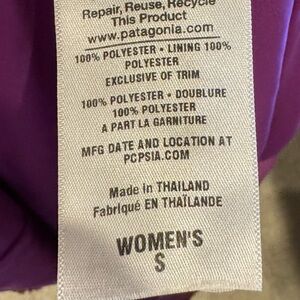 Repair, Reuse, Recycle
This Product
www.patagonia.com
100% POLYESTER • LINING 100%
POLYESTER
EXCLUSIVE OF TRIM
100% POLYESTER • DOUBLURE
100% POLYESTER
A PART LA GARNITURE
MFG DATE AND LOCATION AT
PCPSIA.COM
Made in THAILAND
Fabriqué EN THAÏLANDE
WOMEN'S
S